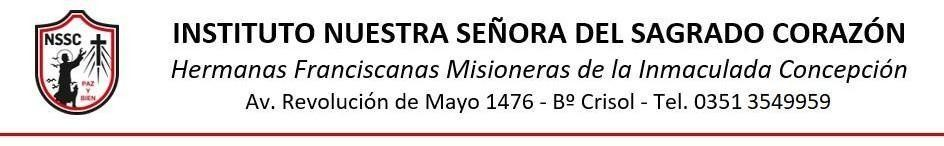 NSSC
PAZ
Y
BIEN
INSTITUTO NUESTRA SEÑORA DEL SAGRADO CORAZÓN
Hermanas Franciscanas Misioneras de la Inmaculada Concepción
Av. Revolución de Mayo 1476 - Bº Crisol - Tel. 0351 3549959